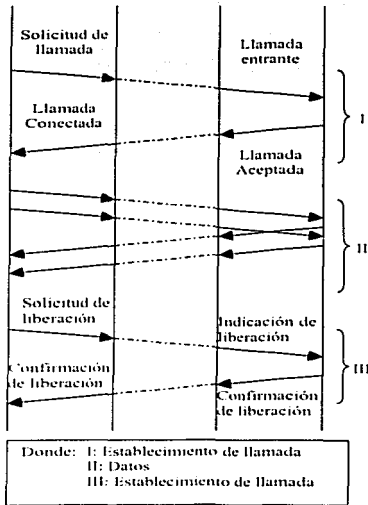 Solicitud de
llamada
Llamada
entrante
Llamada
Conectada
I
Llamada
Aceptada
II
Solicitud de
liberación
Indicación de
liberación
Confirmación
de liberación
III
Confirmación
de liberación
Donde: I: Establecimiento de llamada
II: Datos
III: Establecimiento de llamada